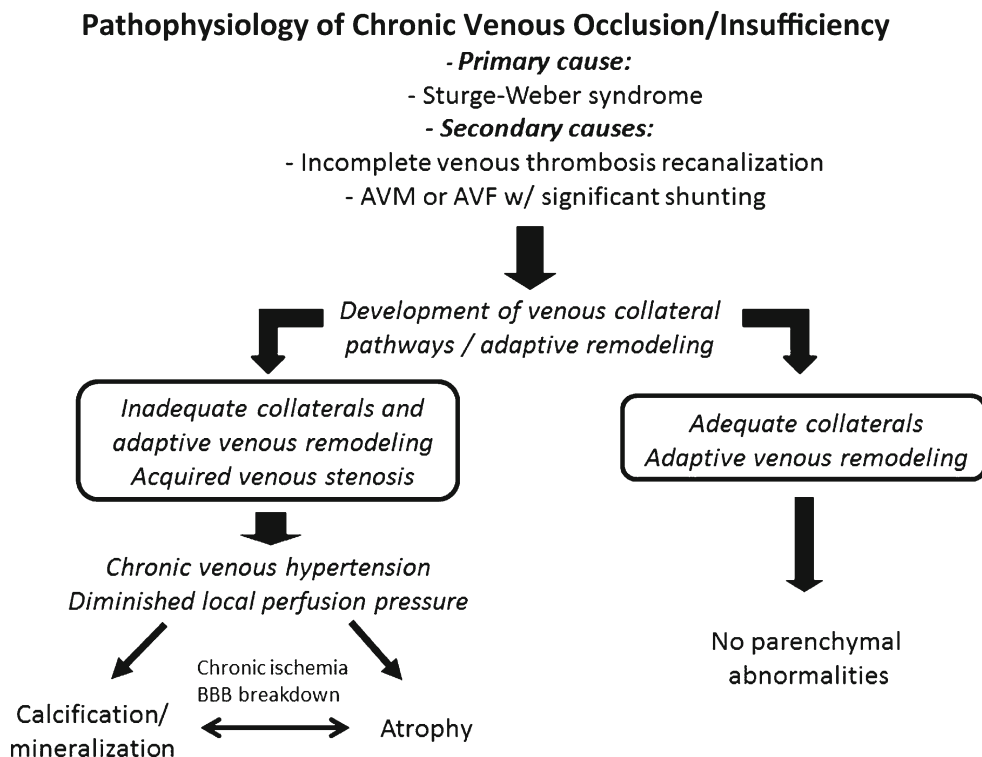 Pathophysiology of Chronic Venous Occlusion/Insufficiency
- Primary cause:
- Sturge-Weber syndrome
- Secondary causes:
- Incomplete venous thrombosis recanalization
- AVM or AVF w/ significant shunting
Development of venous collateral
pathways / adaptive remodeling
Inadequate collaterals and
adaptive venous remodeling
Acquired venous stenosis
Adequate collaterals
Adaptive venous remodeling
Chronic venous hypertension
Diminished local perfusion pressure
No parenchymal
abnormalities
Chronic ischemia
BBB breakdown
Calcification/
mineralization
Atrophy